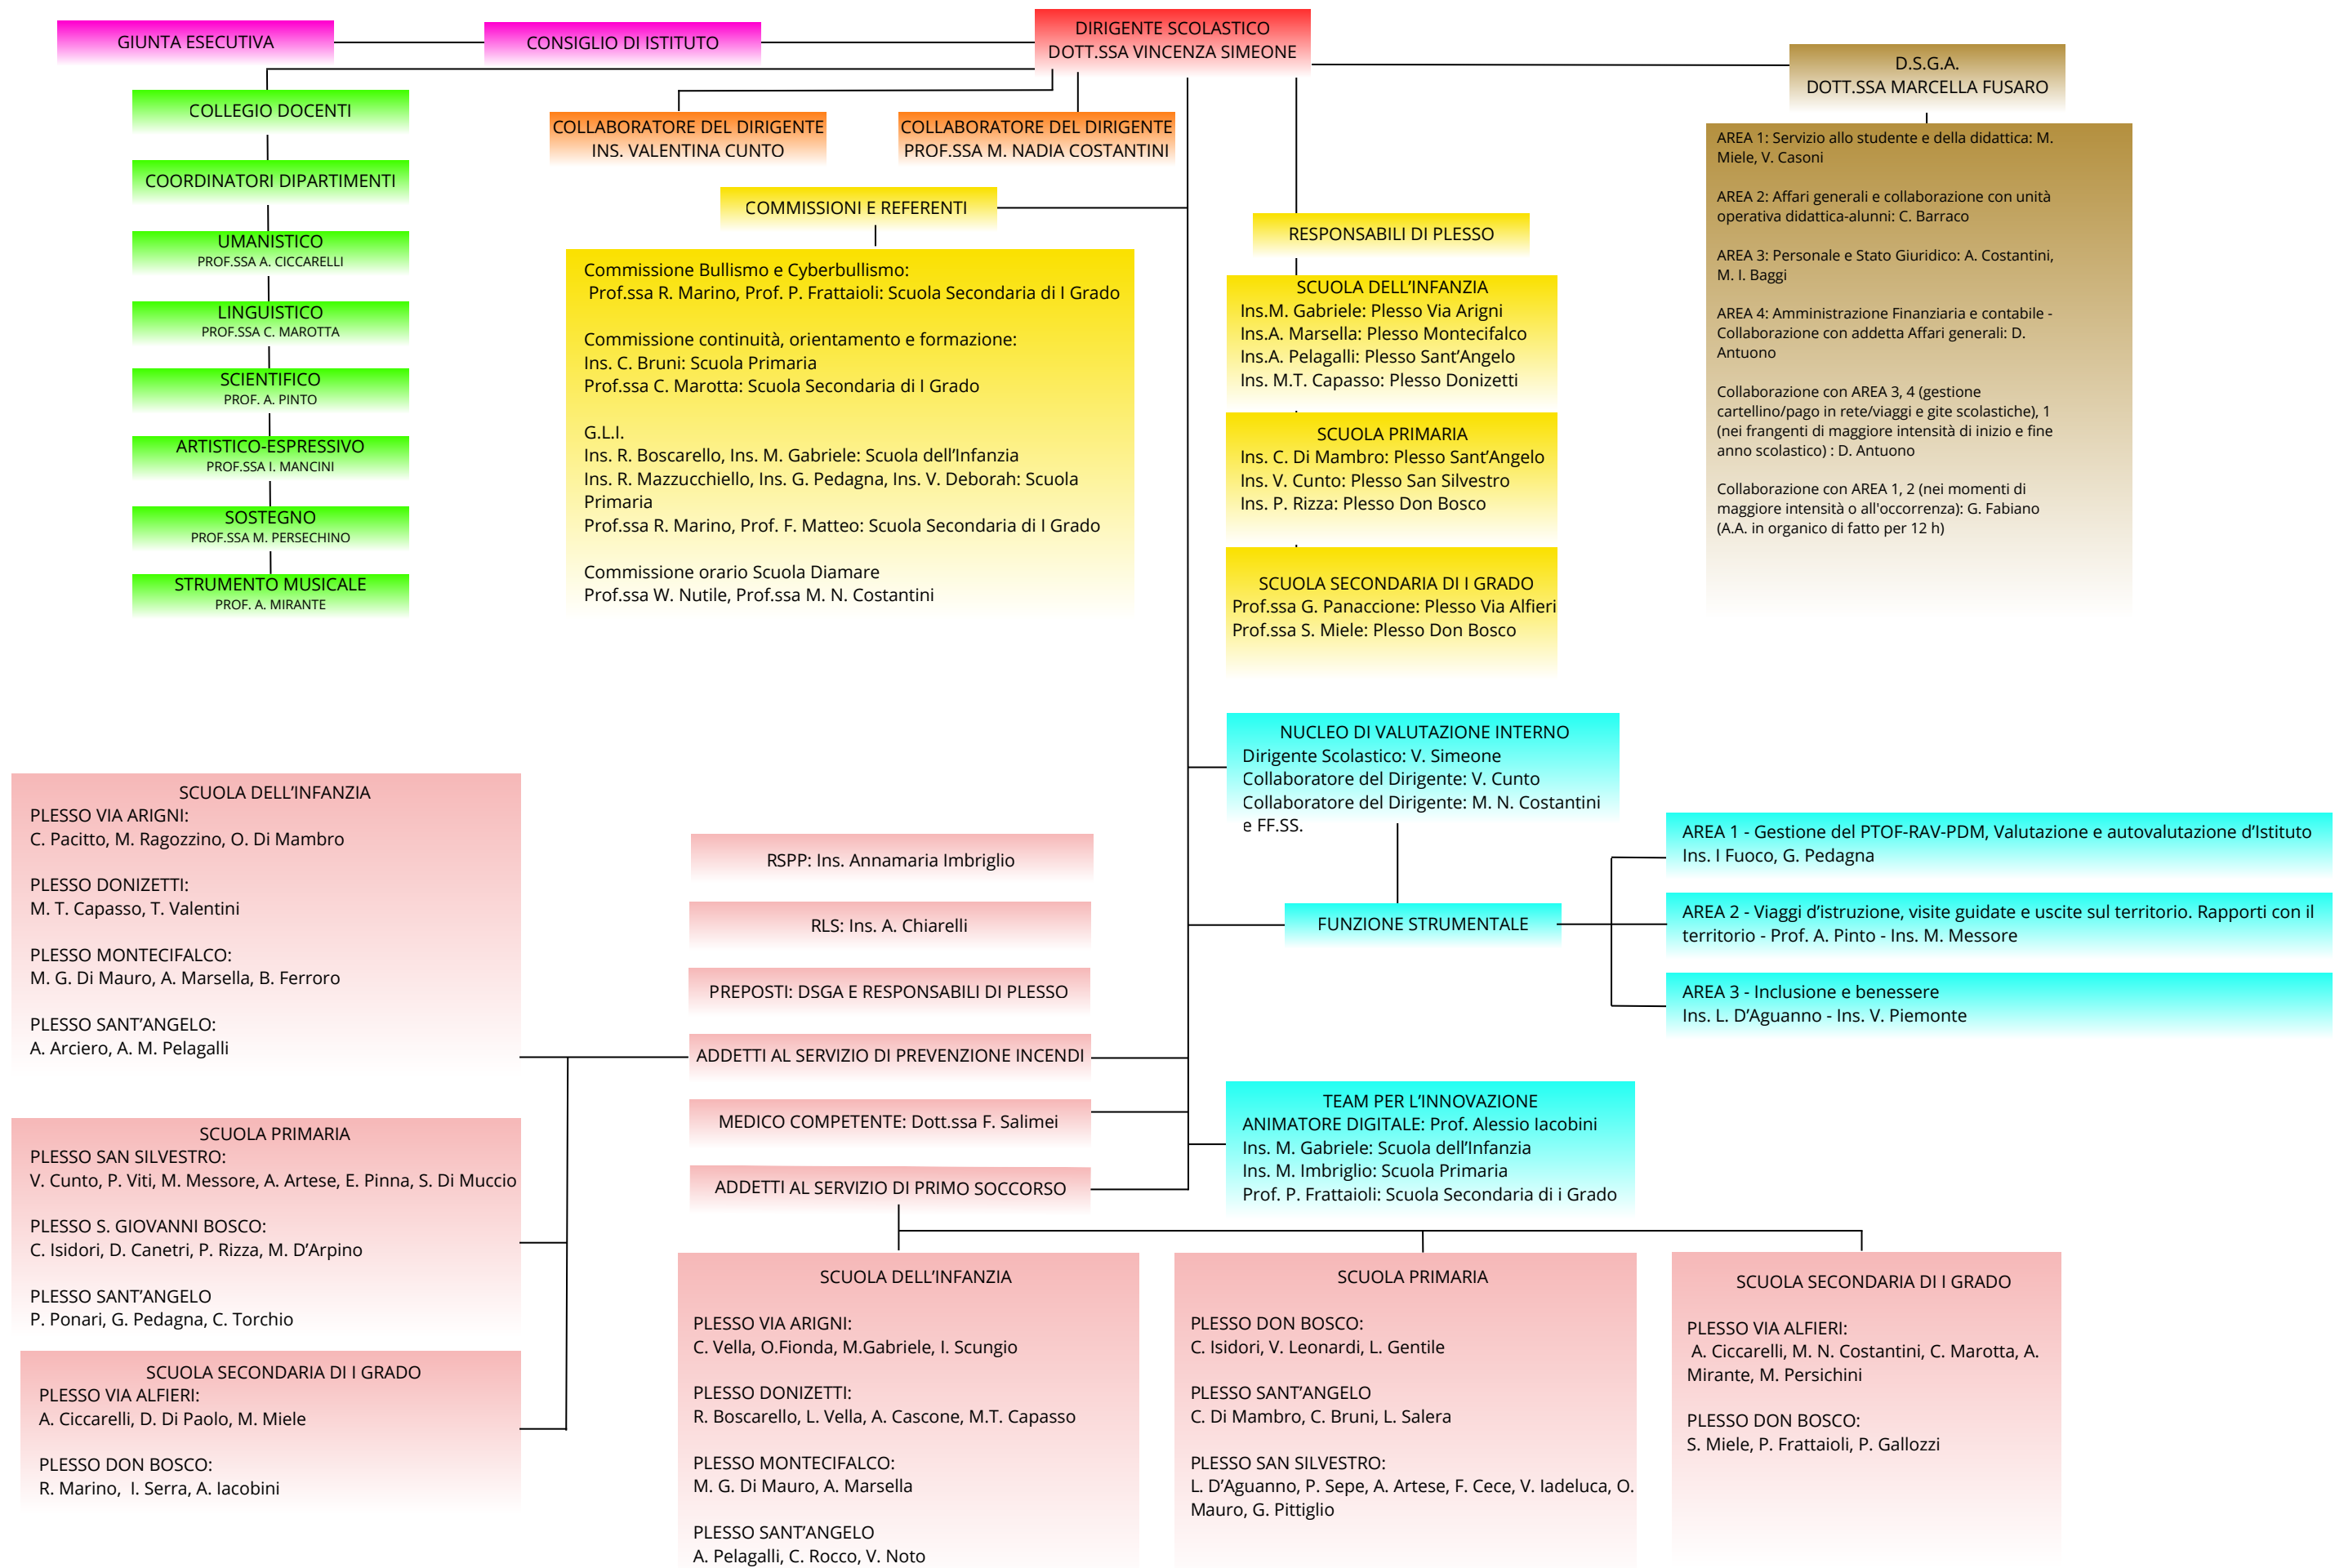 GIUNTA ESECUTIVA
CONSIGLIO DI ISTITUTO
DIRIGENTE SCOLASTICO
DOTT.SSA VINCENZA SIMEONE
D.S.G.A.
DOTT.SSA MARCELLA FUSARO
COLLEGIO DOCENTI
COORDINATORI DIPARTIMENTI
UMANISTICO
PROF.SSA A. CICCARELLI
LINGUISTICO
PROF.SSA C. MAROTTA
SCIENTIFICO
PROF. A. PINTO
ARTISTICO-ESPRESSIVO
PROF.SSA I. MANCINI
SOSTEGNO
PROF.SSA M. PERSECHINO
STRUMENTO MUSICALE
PROF. A. MIRANTE
COLLABORATORE DEL DIRIGENTE
INS. VALENTINA CUNTO
COLLABORATORE DEL DIRIGENTE
PROF.SSA M. NADIA COSTANTINI
COMMISSIONI E REFERENTI
Commissione Bullismo e Cyberbullismo:
Prof.ssa R. Marino, Prof. P. Frattaioli: Scuola Secondaria di I Grado
Commissione continuità, orientamento e formazione:
Ins. C. Bruni: Scuola Primaria
Prof.ssa C. Marotta: Scuola Secondaria di I Grado
G.L.I.
Ins. R. Boscarello, Ins. M. Gabriele: Scuola dell'Infanzia
Ins. R. Mazzucchiello, Ins. G. Pedagna, Ins. V. Deborah: Scuola
Primaria
Prof.ssa R. Marino, Prof. F. Matteo: Scuola Secondaria di I Grado
Commissione orario Scuola Diamare
Prof.ssa W. Nutile, Prof.ssa M. N. Costantini
RESPONSABILI DI PLESSO
SCUOLA DELL'INFANZIA
Ins.M. Gabriele: Plesso Via Arigni
Ins.A. Marsella: Plesso Montecifalco
Ins.A. Pelagalli: Plesso Sant'Angelo
Ins. M.T. Capasso: Plesso Donizetti
SCUOLA PRIMARIA
Ins. C. Di Mambro: Plesso Sant'Angelo
Ins. V. Cunto: Plesso San Silvestro
Ins. P. Rizza: Plesso Don Bosco
SCUOLA SECONDARIA DI I GRADO
Prof.ssa G. Panaccione: Plesso Via Alfieri
Prof.ssa S. Miele: Plesso Don Bosco
AREA 1: Servizio allo studente e della didattica: M.
Miele, V. Casoni
AREA 2: Affari generali e collaborazione con unità
operativa didattica-alunni: C. Barraco
AREA 3: Personale e Stato Giuridico: A. Costantini,
M. I. Baggi
AREA 4: Amministrazione Finanziaria e contabile -
Collaborazione con addetta Affari generali: D.
Antuono
Collaborazione con AREA 3, 4 (gestione
cartellino/pago in rete/viaggi e gite scolastiche), 1
(nei frangenti di maggiore intensità di inizio e fine
anno scolastico) : D. Antuono
Collaborazione con AREA 1, 2 (nei momenti di
maggiore intensità o all'occorrenza): G. Fabiano
(A.A. in organico di fatto per 12 h)
NUCLEO DI VALUTAZIONE INTERNO
Dirigente Scolastico: V. Simeone
Collaboratore del Dirigente: V. Cunto
Collaboratore del Dirigente: M. N. Costantini
e FF.SS.
FUNZIONE STRUMENTALE
AREA 1 - Gestione del PTOF-RAV-PDM, Valutazione e autovalutazione d'Istituto
Ins. I Fuoco, G. Pedagna
AREA 2 - Viaggi d'istruzione, visite guidate e uscite sul territorio. Rapporti con il
territorio - Prof. A. Pinto - Ins. M. Messore
AREA 3 - Inclusione e benessere
Ins. L. D'Aguanno - Ins. V. Piemonte
TEAM PER L'INNOVAZIONE
ANIMATORE DIGITALE: Prof. Alessio Iacobini
Ins. M. Gabriele: Scuola dell'Infanzia
Ins. M. Imbriglio: Scuola Primaria
Prof. P. Frattaioli: Scuola Secondaria di i Grado
RSPP: Ins. Annamaria Imbriglio
RLS: Ins. A. Chiarelli
PREPOSTI: DSGA E RESPONSABILI DI PLESSO
ADDETTI AL SERVIZIO DI PREVENZIONE INCENDI
MEDICO COMPETENTE: Dott.ssa F. Salimei
ADDETTI AL SERVIZIO DI PRIMO SOCCORSO
SCUOLA DELL'INFANZIA
PLESSO VIA ARIGNI:
C. Pacitto, M. Ragozzino, O. Di Mambro
PLESSO DONIZETTI:
M. T. Capasso, T. Valentini
PLESSO MONTECIFALCO:
M. G. Di Mauro, A. Marsella, B. Ferroro
PLESSO SANT'ANGELO:
A. Arciero, A. M. Pelagalli
SCUOLA PRIMARIA
PLESSO SAN SILVESTRO:
V. Cunto, P. Viti, M. Messore, A. Artese, E. Pinna, S. Di Muccio
PLESSO S. GIOVANNI BOSCO:
C. Isidori, D. Canetri, P. Rizza, M. D'Arpino
PLESSO SANT'ANGELO
P. Ponari, G. Pedagna, C. Torchio
SCUOLA SECONDARIA DI I GRADO
PLESSO VIA ALFIERI:
A. Ciccarelli, D. Di Paolo, M. Miele
PLESSO DON BOSCO:
R. Marino, I. Serra, A. Iacobini
SCUOLA DELL'INFANZIA
PLESSO VIA ARIGNI:
C. Vella, O.Fionda, M.Gabriele, I. Scungio
PLESSO DONIZETTI:
R. Boscarello, L. Vella, A. Cascone, M.T. Capasso
PLESSO MONTECIFALCO:
M. G. Di Mauro, A. Marsella
PLESSO SANT'ANGELO
A. Pelagalli, C. Rocco, V. Noto
SCUOLA PRIMARIA
PLESSO DON BOSCO:
C. Isidori, V. Leonardi, L. Gentile
PLESSO SANT'ANGELO
C. Di Mambro, C. Bruni, L. Salera
PLESSO SAN SILVESTRO:
L. D'Aguanno, P. Sepe, A. Artese, F. Cece, V. Iadeluca, O.
Mauro, G. Pittiglio
SCUOLA SECONDARIA DI I GRADO
PLESSO VIA ALFIERI:
A. Ciccarelli, M. N. Costantini, C. Marotta, A.
Mirante, M. Persichini
PLESSO DON BOSCO:
S. Miele, P. Frattaioli, P. Gallozzi